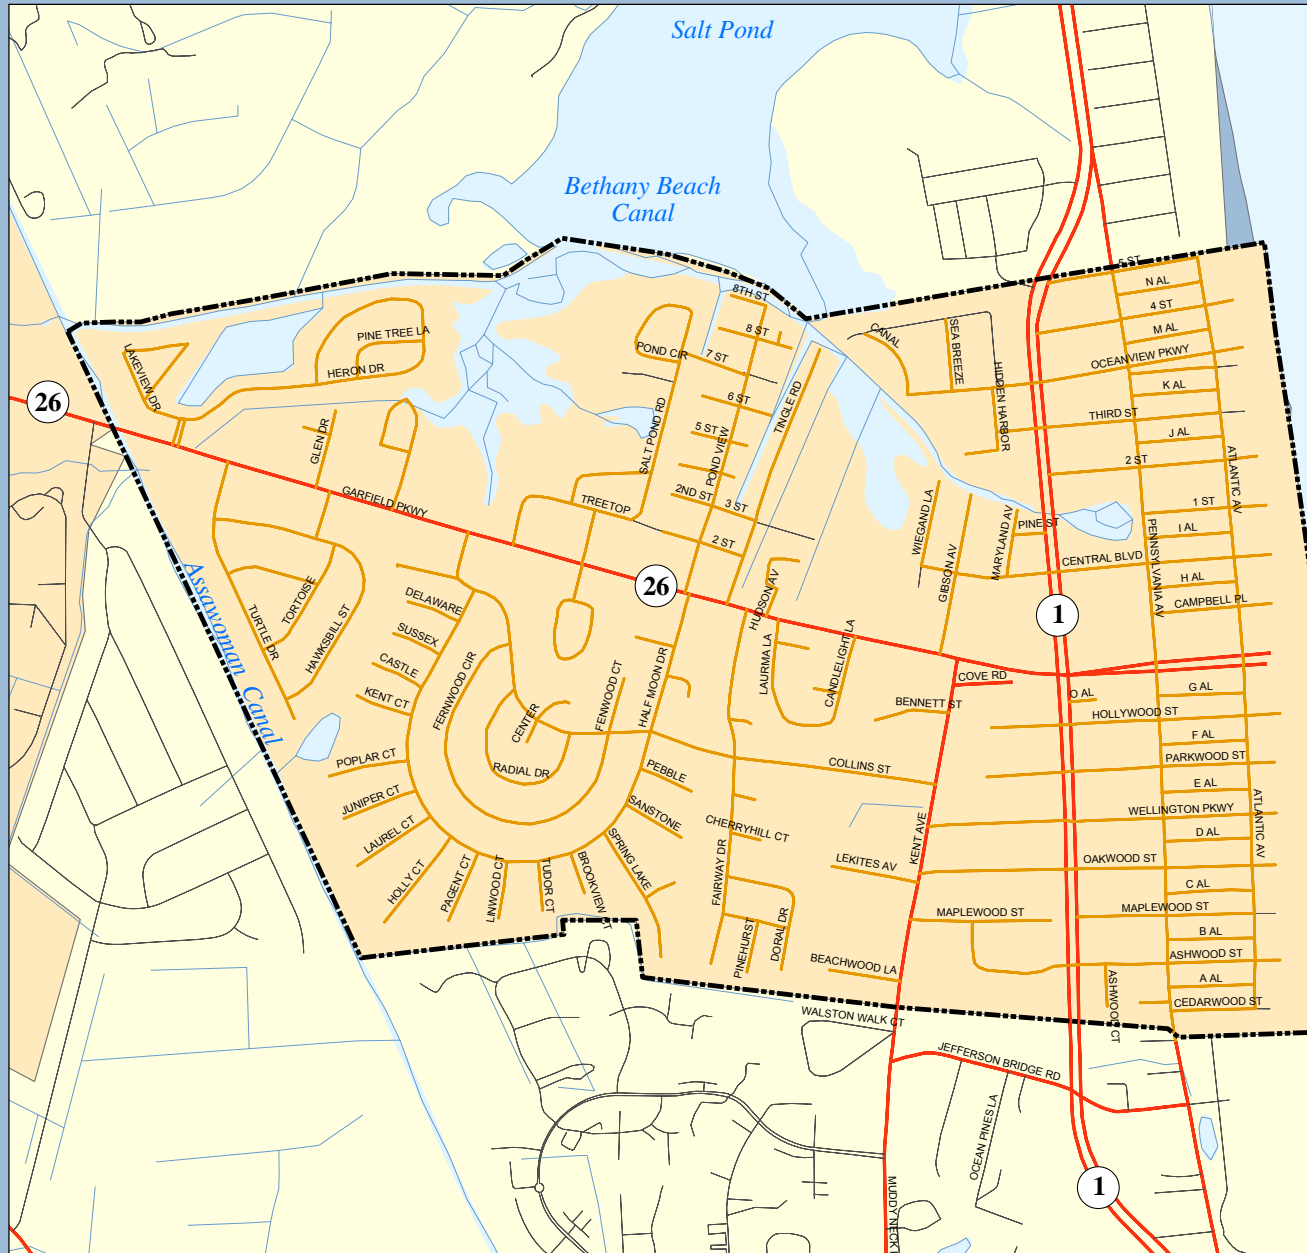 Salt Pond
Bethany Beach
Canal
5 ST
N AL
4 ST
M AL
OCEANVIEW PKWY
K AL
THIRD ST
J AL
2 ST
ATLANTIC AV
1 ST
I AL
PENNSYLVANIA AV
CENTRAL BLVD
H AL
CAMPBELL PL
8TH ST
8 ST
7 ST
POND CIR
6 ST
5 ST
TINGLE RD
SALT POND RD
POND VIEW
2ND ST
3 ST
2 ST
TREETOP
CANAL
SEA BREEZE
HIDDEN HARBOR
PINE TREE LA
HERON DR
LAKEVIEW DR
26
GLEN DR
GARFIELD PKWY
WIEGAND LA
GIBSON AV
MARYLAND AV
PINE ST
26
1
HUDSON AV
Assawoman Canal
TURTLE DR
TORTOISE
HAWKSBILL ST
DELAWARE
SUSSEX
CASTLE
KENT CT
FERNWOOD CIR
CENTER
RADIAL DR
FENWOOD CT
HALF MOON DR
LAURMA LA
CANDLELIGHT LA
BENNETT ST
COVE RD
O AL
G AL
HOLLYWOOD ST
F AL
PARKWOOD ST
E AL
WELLINGTON PKWY
D AL
ATLANTIC AV
OAKWOOD ST
C AL
MAPLEWOOD ST
MAPLEWOOD ST
B AL
ASHWOOD ST
A AL
CEDARWOOD ST
ASHWOOD CT
POPLAR CT
JUNIPER CT
LAUREL CT
HOLLY CT
PAGENT CT
LINWOOD CT
TUDOR CT
BROOKVIEW CT
SPRING LAKE
PEBBLE
SANSTONE
COLLINS ST
CHERRYHILL CT
FAIRWAY DR
LEKITES AV
KENT AVE
PINEHURST
DORAL DR
BEACHWOOD LA
WALSTON WALK CT
JEFFERSON BRIDGE RD
OCEAN PINES LA
MUDDY NECK
1